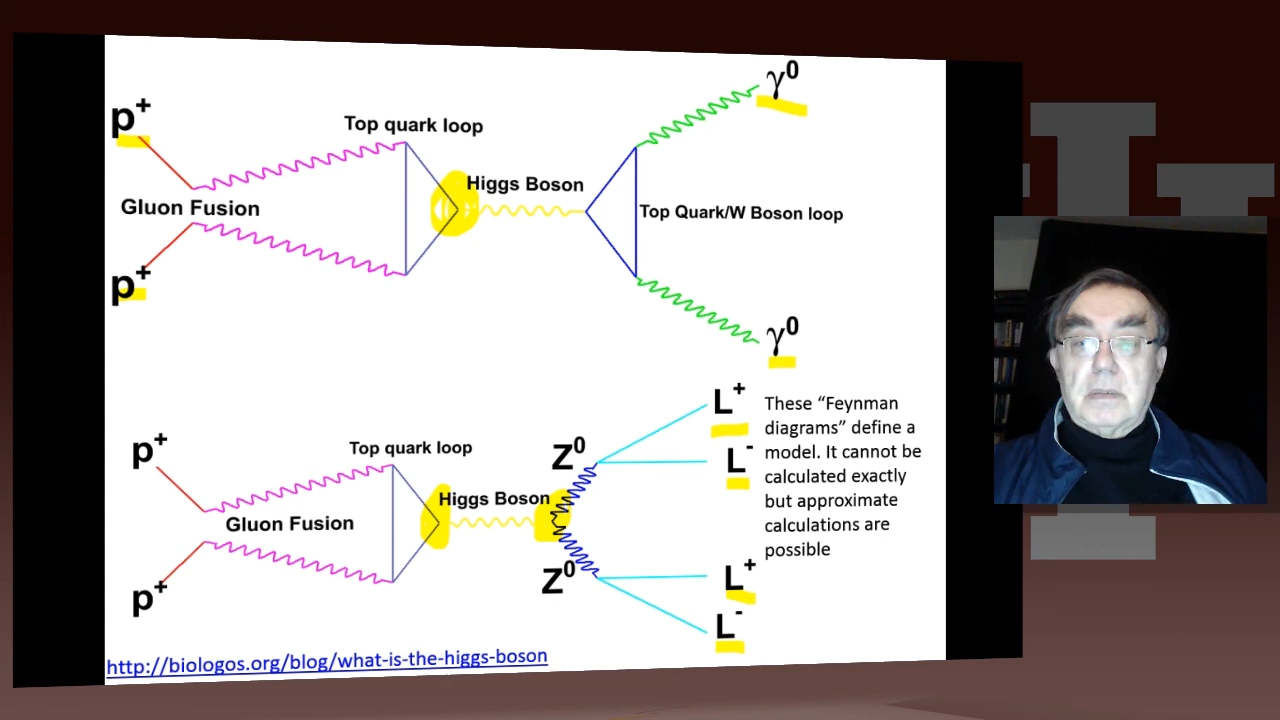 p+
Top quark loop
γ0
Higgs Boson
Gluon Fusion
Top Quark/W Boson loop
p+
γ0
p+
Top quark loop
Z0
L+
L-
Higgs Boson
Gluon Fusion
Z0
L+
L-
p+
These “Feynman
diagrams” define a
model. It cannot be
calculated exactly
but approximate
calculations are
possible
http://biologos.org/blog/what-is-the-higgs-boson